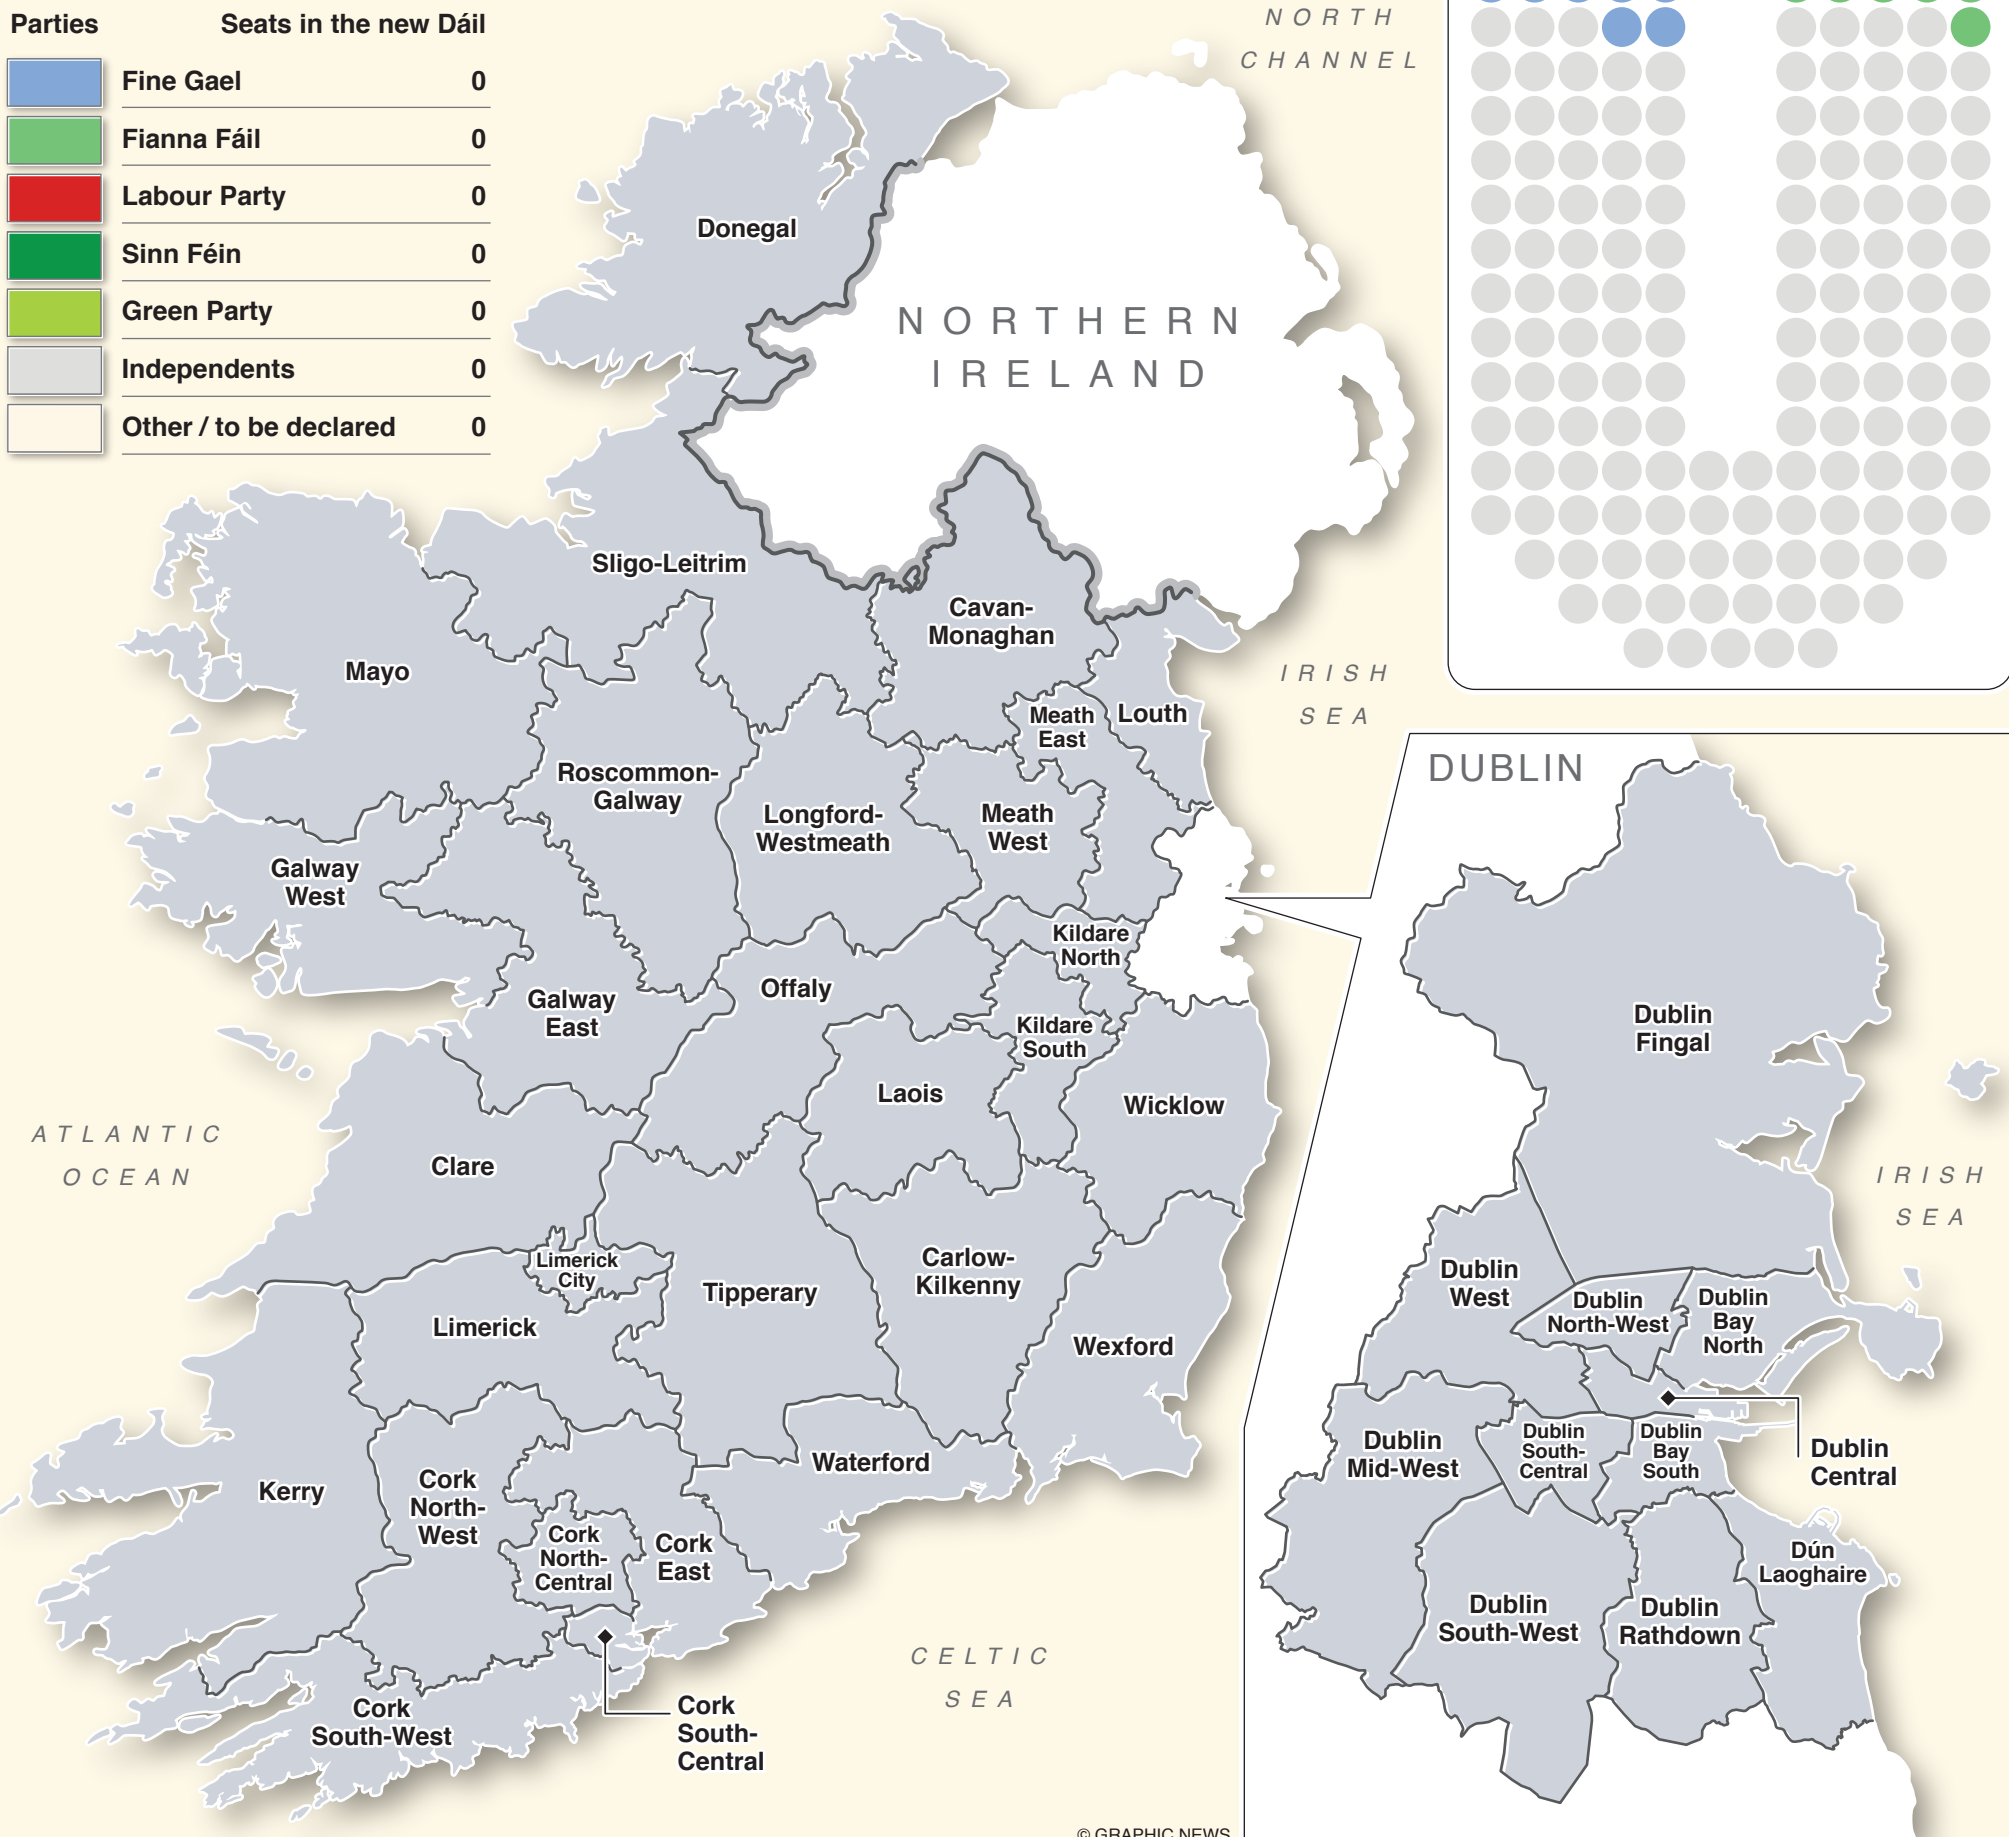 Parties Seats in the new Dáil
Fine Gael 0
Fianna Fáil 0
Labour Party 0
Sinn Féin 0
Green Party 0
Independents 0
Other / to be declared 0
NORTH
CHANNEL
Donegal
NORTHERN
IRELAND
Sligo-Leitrim
Cavan-
Monaghan
Mayo
IRISH
SEA
Meath
East
Louth
Roscommon-
Galway
Longford-
Westmeath
Meath
West
Galway
West
Kildare
North
Offaly
Galway
East
Kildare
South
Laois
Wicklow
ATLANTIC
OCEAN
Clare
Limerick
City
Carlow-
Kilkenny
Tipperary
Limerick
Wexford
Waterford
Kerry
Cork
North-
West
Cork
North-
Central
Cork
East
Cork
South-West
Cork
South-
Central
CELTIC
SEA
© GRAPHIC NEWS
DUBLIN
Dublin
Fingal
IRISH
SEA
Dublin
West
Dublin
North-West
Dublin
Bay
North
Dublin
Mid-West
Dublin
South-
Central
Dublin
Bay
South
Dublin
Central
Dún
Laoghaire
Dublin
South-West
Dublin
Rathdown